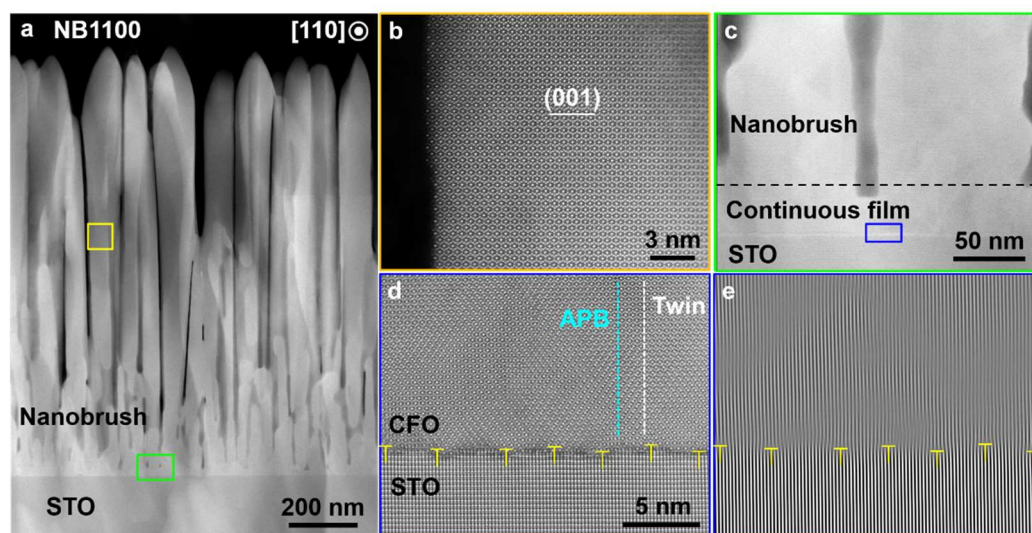 a NB1100 [110]
Nanobrush
STO
200 nm
b
(001)
3 nm
c
Nanobrush
Continuous film
STO
50 nm
d
APB
Twin
CFO
STO
5 nm
e